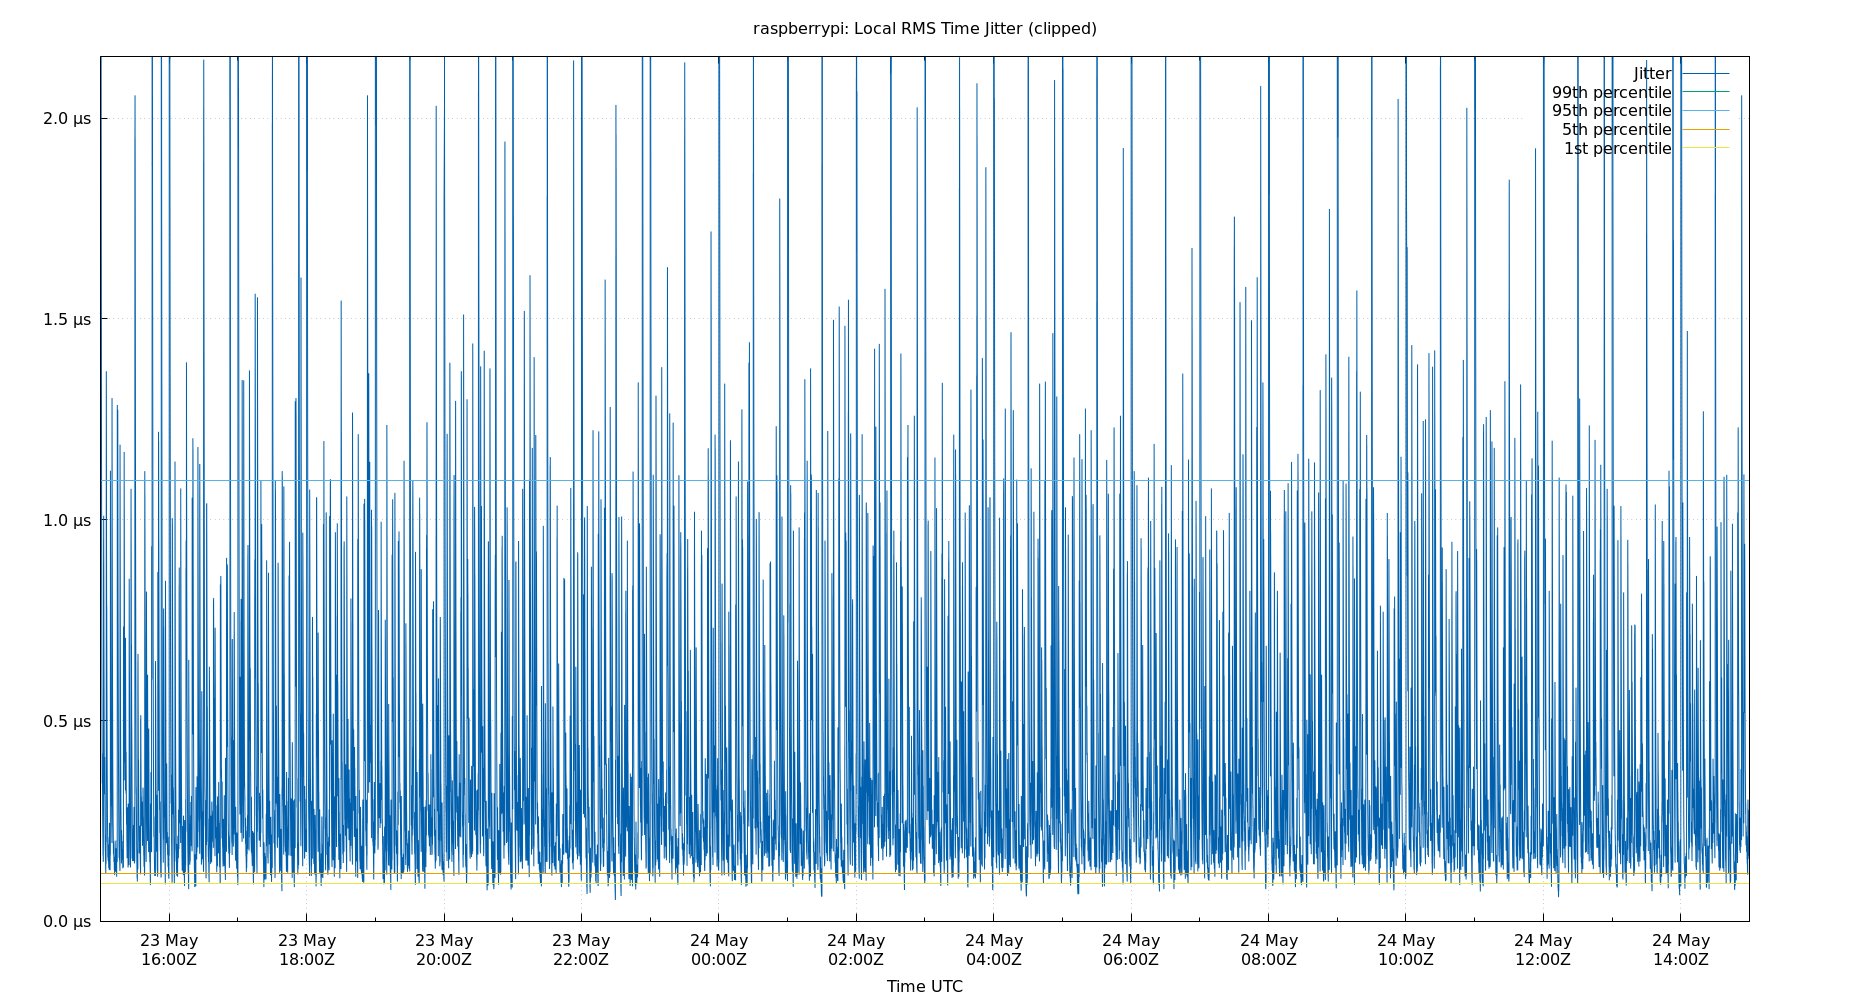 raspberrypi: Local RMS Time Jitter (clipped)
Jitter
99th percentile
95th percentile
5th percentile
1st percentile
2.0 µs
1.5 µs
1.0 µs
0.5 µs
0.0 µs
23 May 23 May 23 May 23 May 24 May 24 May 24 May 24 May 24 May 24 May 24 May 24 May
16:00Z 18:00Z 20:00Z 22:00Z 00:00Z 02:00Z 04:00Z 06:00Z 08:00Z 10:00Z 12:00Z 14:00Z
Time UTC